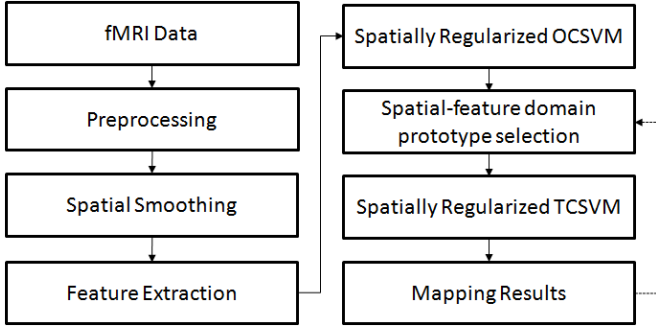 fMRI Data
Preprocessing
Spatial Smoothing
Feature Extraction
Spatially Regularized OCSVM
Spatial-feature domain
prototype selection
Spatially Regularized TCSVM
Mapping Results